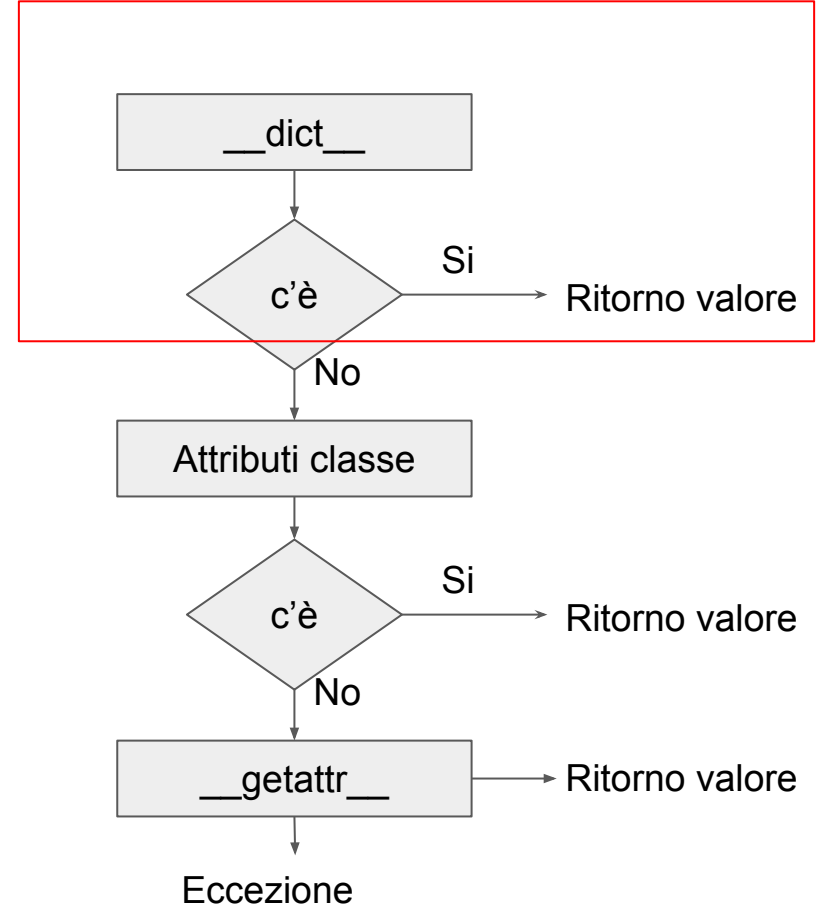 __dict__
Si
c'è
Ritorno valore
No
Attributi classe
Si
c'è
Ritorno valore
No
__getattr__
Ritorno valore
Eccezione